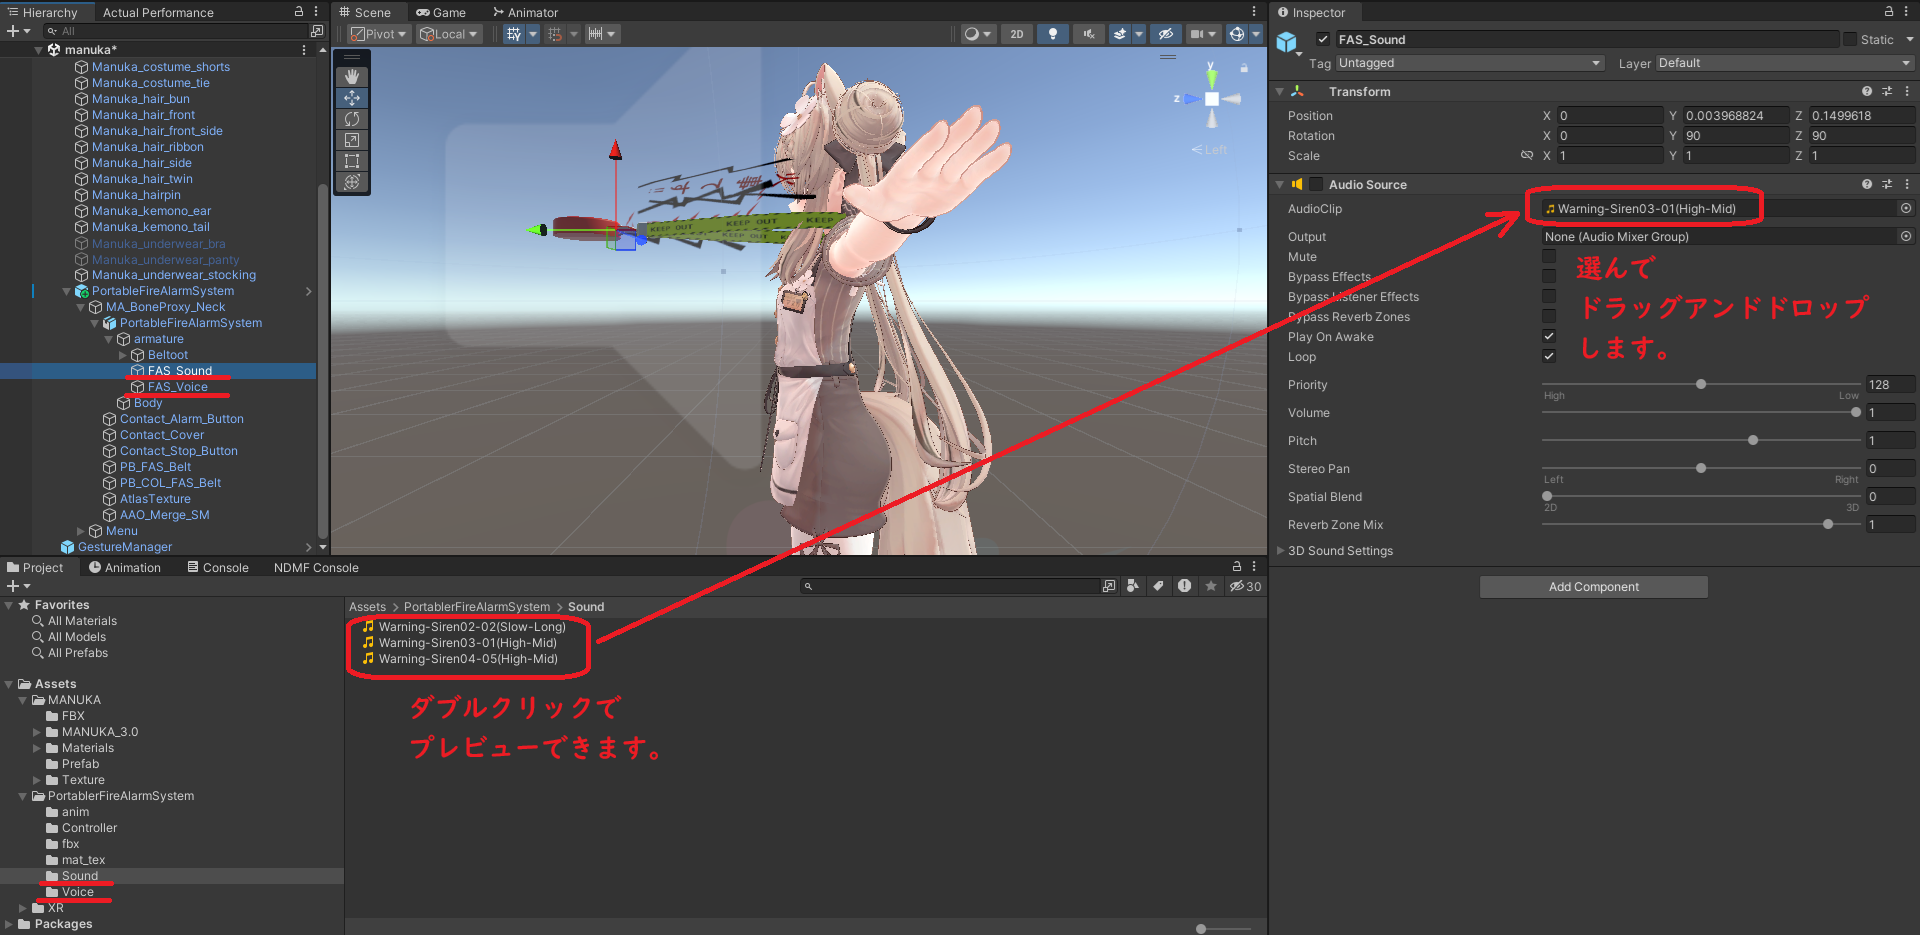 Hierarchy
Actual Performance
All
manuka*
Manuka_costume_shorts
Manuka_costume_tie
Manuka_hair_bun
Manuka_hair_front
Manuka_hair_front_side
Manuka_hair_ribbon
Manuka_hair_side
Manuka_hair_twin
Manuka_hairpin
Manuka_kemono_ear
Manuka_kemono_tail
Manuka_underwear_bra
Manuka_underwear_panty
Manuka_underwear_stocking
PortableFireAlarmSystem
MA_BoneProxy_Neck
PortableFireAlarmSystem
armature
Beltoot
FAS_Sound
FAS_Voice
Body
Contact_Alarm_Button
Contact_Cover
Contact_Stop_Button
PB_FAS_Belt
PB_COL_FAS_Belt
AtlasTexture
AAO_Merge_SM
Menu
GestureManager
Scene
Game
Animator
Pivot
Local
2D
y
z
Left
KEEP OUT
KEEP OUT
KEEP
Inspector
FAS_Sound
Static
Tag Untagged
Layer Default
Transform
Position X 0 Y 0.003968824 Z 0.1499618
Rotation X 0 Y 90 Z 90
Scale X 1 Y 1 Z 1
Audio Source
AudioClip Warning-Siren03-01(High-Mid)
Output None (Audio Mixer Group)
Mute
Bypass Effects
Bypass Listener Effects
Bypass Reverb Zones
Play On Awake
Loop
選んで
ドラッグアンドドロップ
します。
Priority 128
High Low
Volume 1
Pitch 1
Stereo Pan 0
Left Right
Spatial Blend 0
2D 3D
Reverb Zone Mix 1
3D Sound Settings
Add Component
Project
Animation
Console
NDMF Console
30
Favorites
All Materials
All Models
All Prefabs
Assets
MANUKA
FBX
MANUKA_3.0
Materials
Prefab
Texture
PortablerFireAlarmSystem
anim
Controller
fbx
mat_tex
Sound
Voice
XR
Packages
Assets > PortablerFireAlarmSystem > Sound
Warning-Siren02-02(Slow-Long)
Warning-Siren03-01(High-Mid)
Warning-Siren04-05(High-Mid)
ダブルクリックで
プレビューできます。